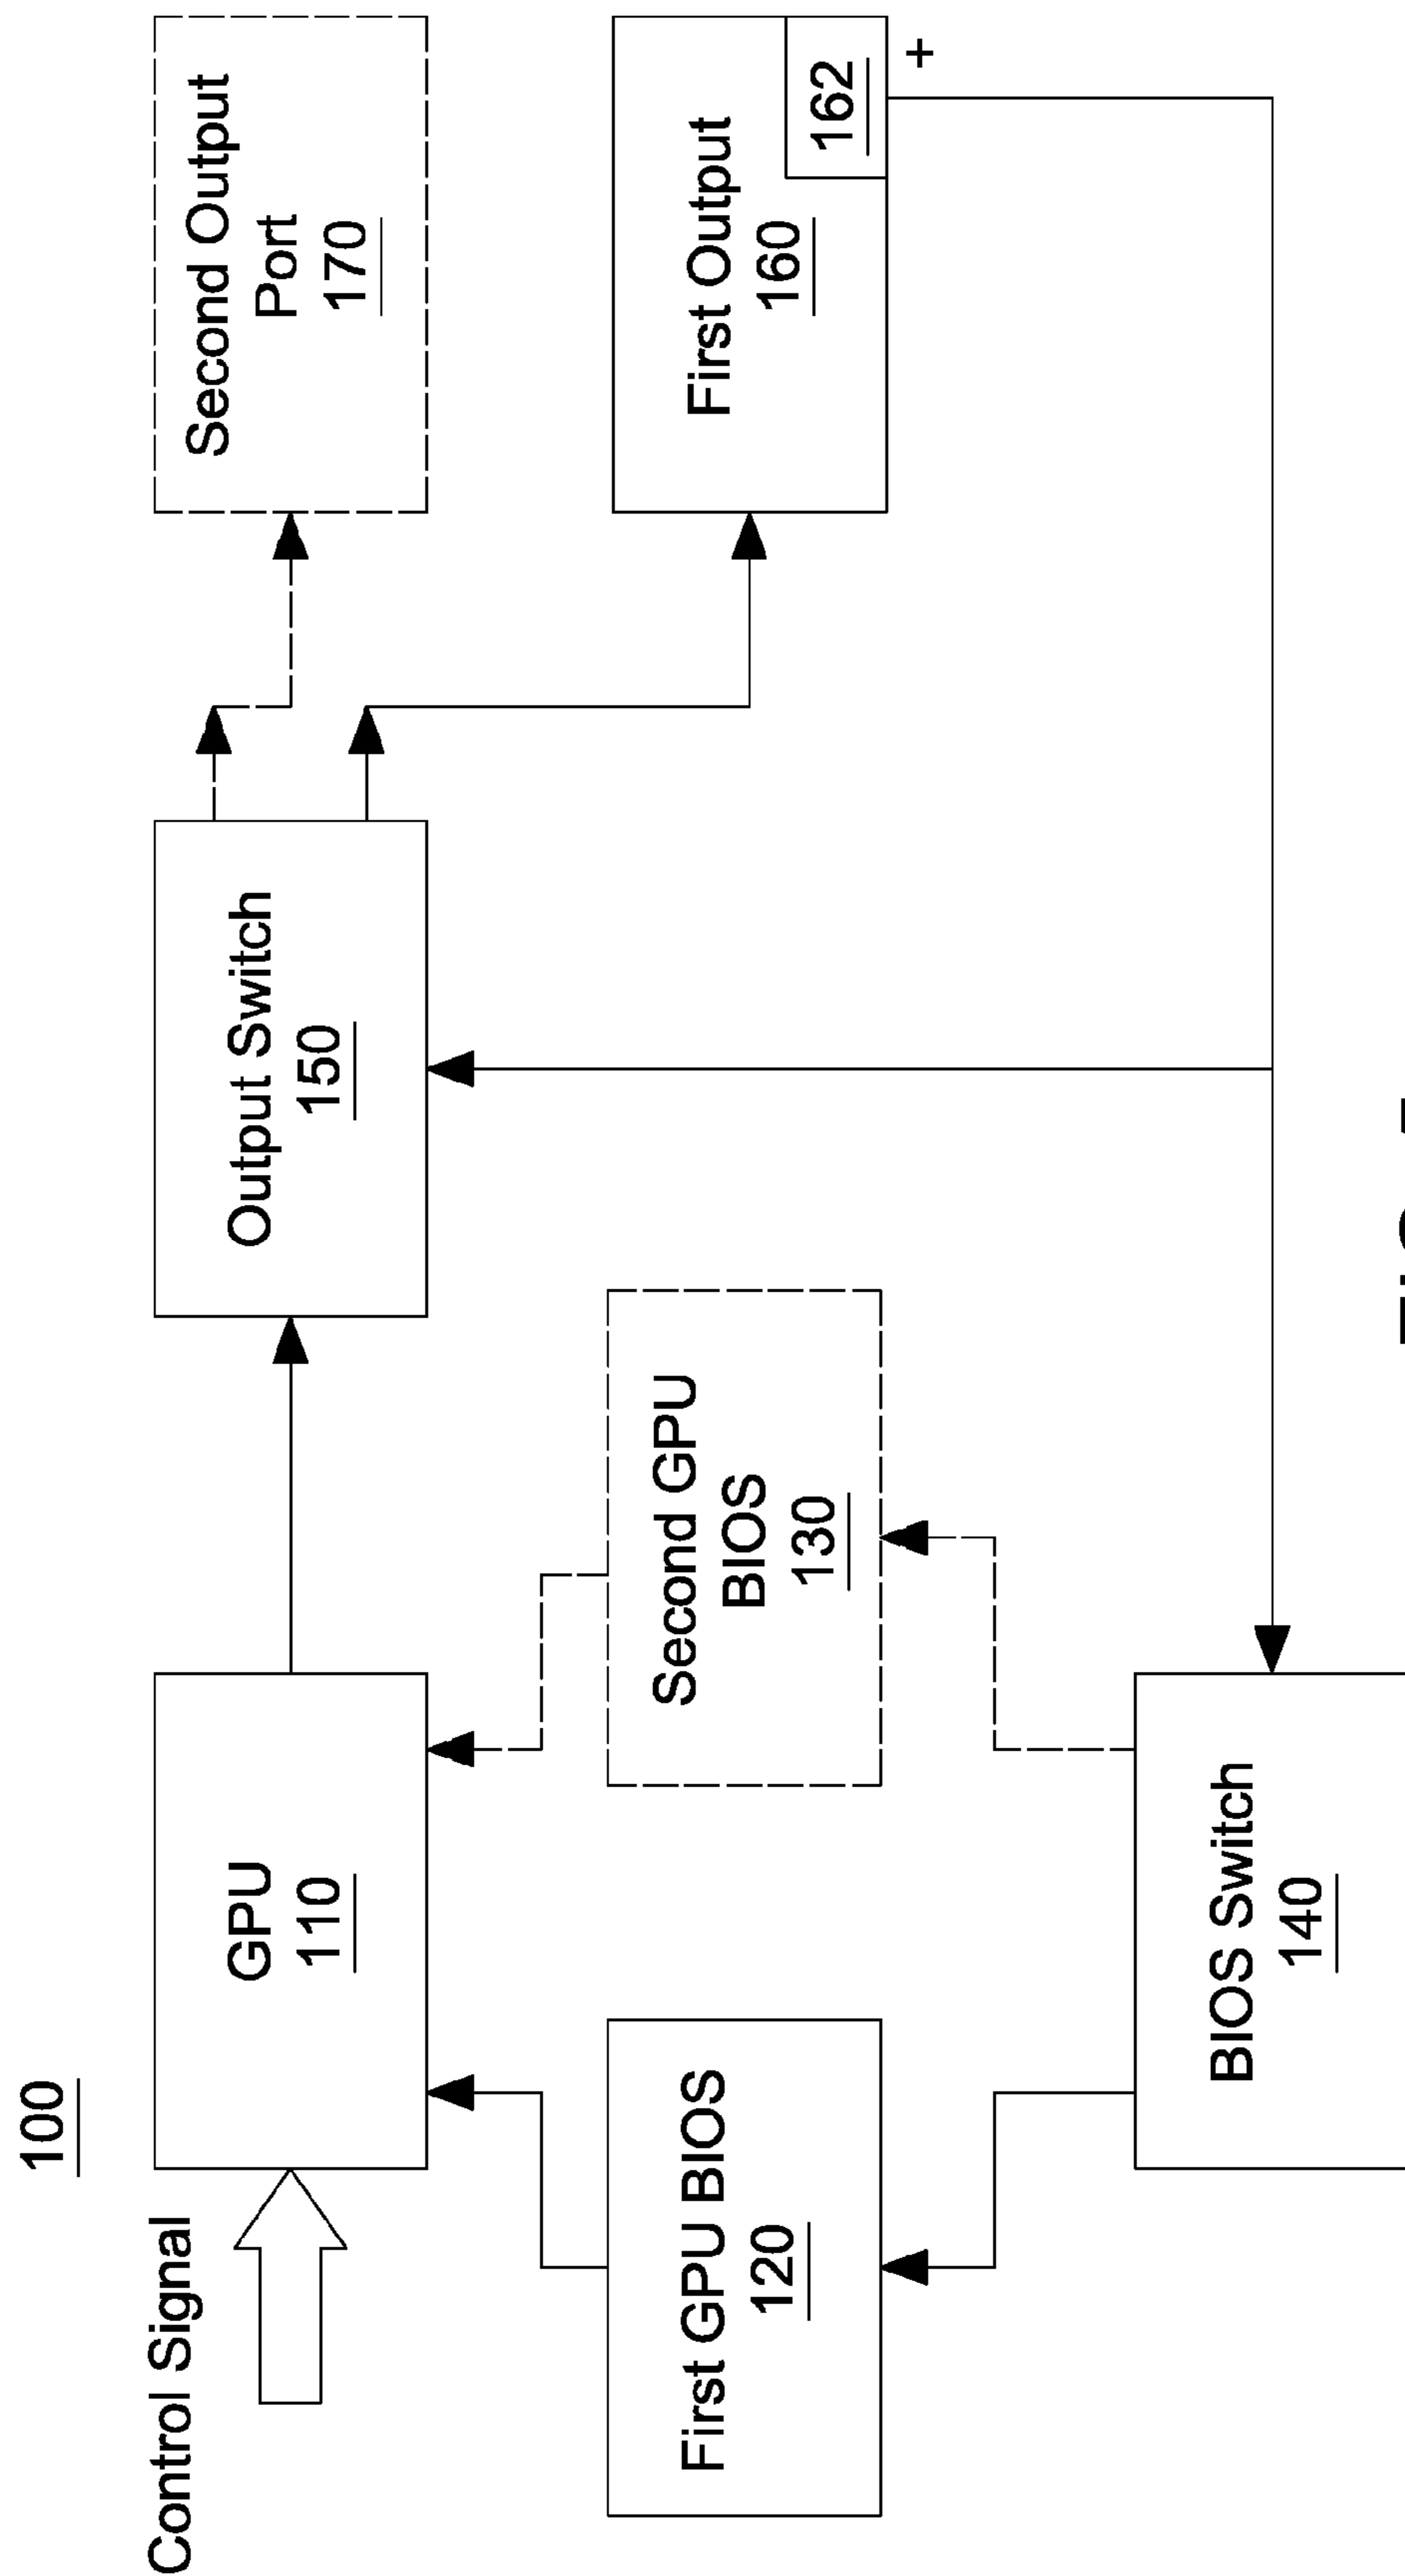 100
Control Signal
GPU
110
Output Switch
150
Second Output
Port
170
First GPU BIOS
120
Second GPU
BIOS
130
First Output
160
162
+
BIOS Switch
140